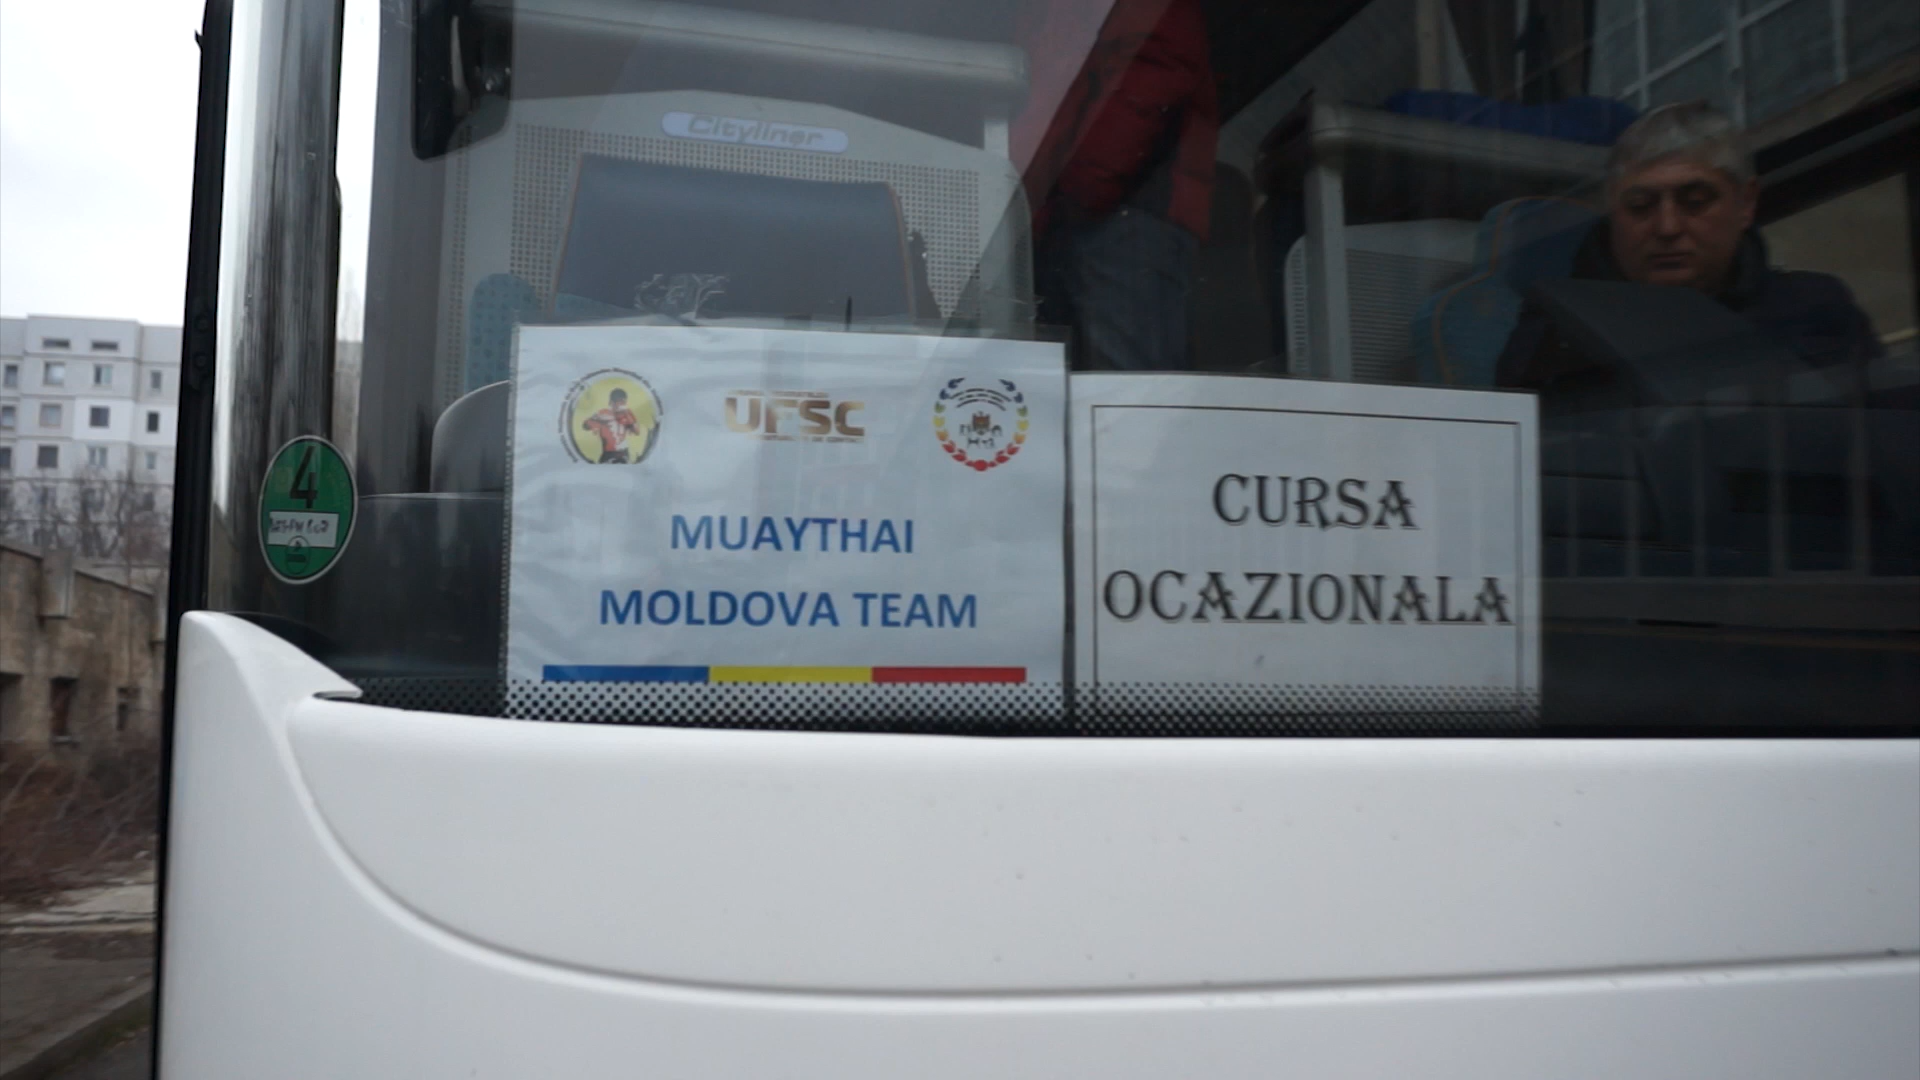 Cityliner
4
UFSC
MUAYTHAI
MOLDOVA TEAM
CURSA
OCAZIONALA